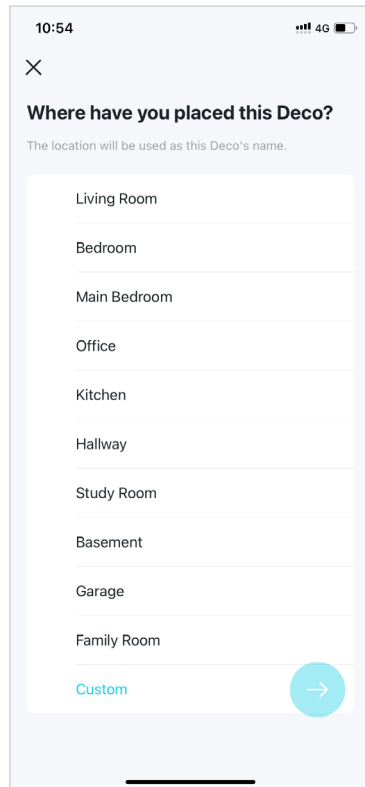 10:54
4G
Where have you placed this Deco?
The location will be used as this Deco's name.
Living Room
Bedroom
Main Bedroom
Office
Kitchen
Hallway
Study Room
Basement
Garage
Family Room
Custom